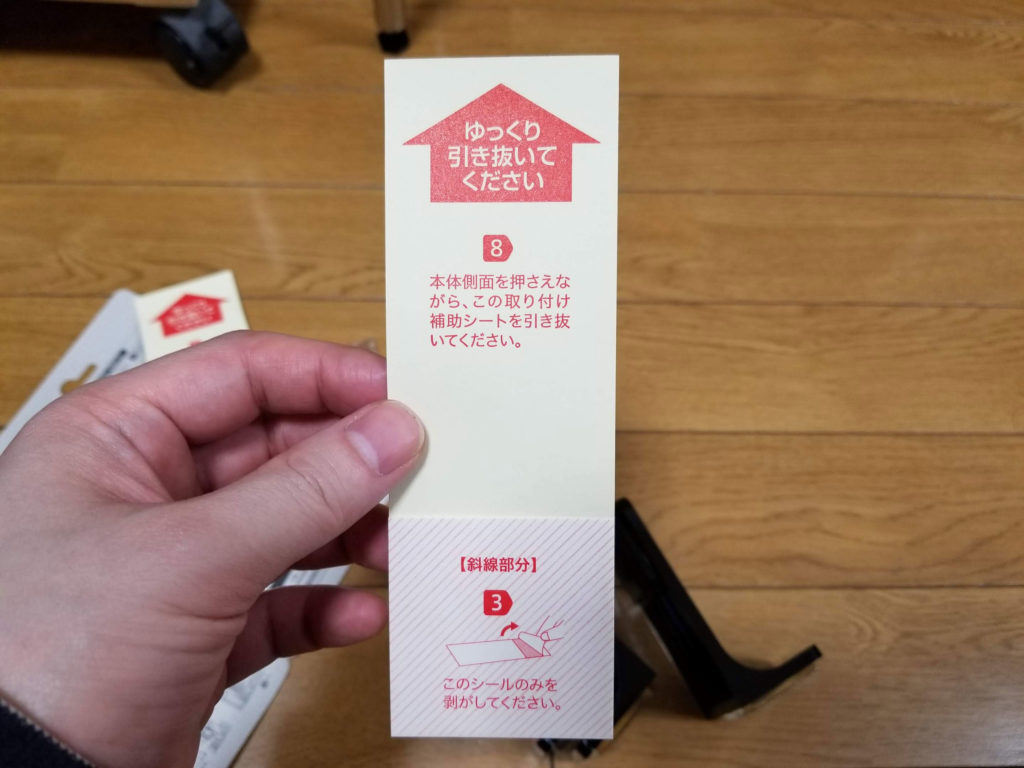 ゆっくり
引き抜いて
ください
8
本体側面を押さえな
がら、この取り付け
補助シートを引き抜
いてください。
【斜線部分】
3
このシールのみを
剥がしてください。